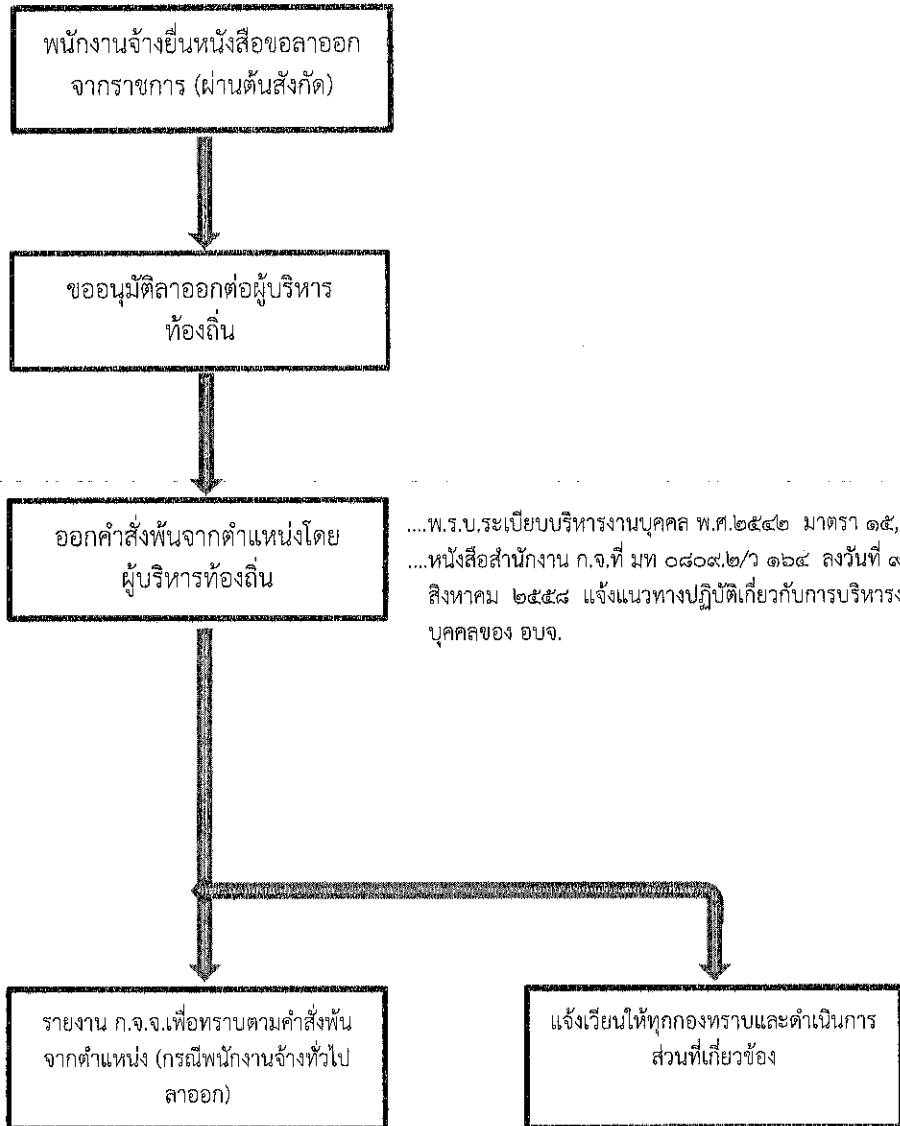 พนักงานจ้างยื่นหนังสือขอลาออก
จากราชการ (ผ่านต้นสังกัด)
ขออนุมัติลาออกต่อผู้บริหาร
ท้องถิ่น
ออกคำสั่งพ้นจากตำแหน่งโดย
ผู้บริหารท้องถิ่น
....พ.ร.บ.ระเบียบบริหารงานบุคคล พ.ศ.๒๕๔๒ มาตรา ๑๕,
....หนังสือสำนักงาน ก.จ.ที่ มท ๐๘๐๙.๒/ว ๑๖๔ ลงวันที่ ๙
สิงหาคม ๒๕๕๘ แจ้งแนวทางปฏิบัติเกี่ยวกับการบริหารง
บุคคลของ อบจ.
รายงาน ก.จ.จ.เพื่อทราบตามคำสั่งพ้น
จากตำแหน่ง (กรณีพนักงานจ้างทั่วไป
ลาออก)
แจ้งเวียนให้ทุกกองทราบและดำเนินการ
ส่วนที่เกี่ยวข้อง